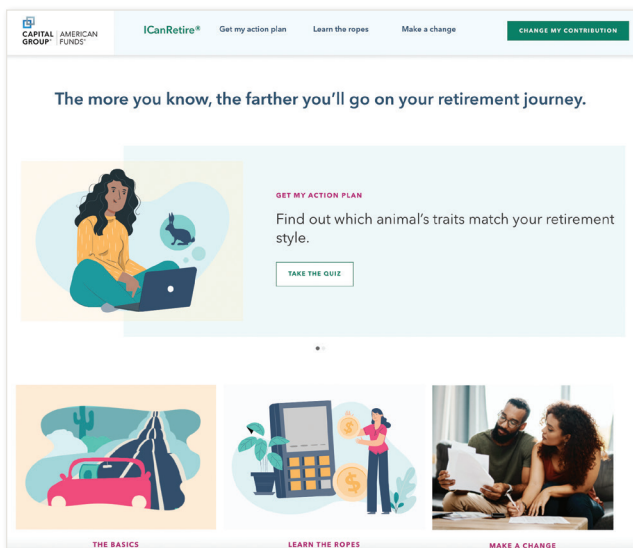 CAPITAL GROUP® | AMERICAN FUNDS®
ICanRetire®
Get my action plan
Learn the ropes
Make a change
CHANGE MY CONTRIBUTION
The more you know, the farther you'll go on your retirement journey.
GET MY ACTION PLAN
Find out which animal's traits match your retirement
style.
TAKE THE QUIZ
THE BASICS
LEARN THE ROPES
MAKE A CHANGE